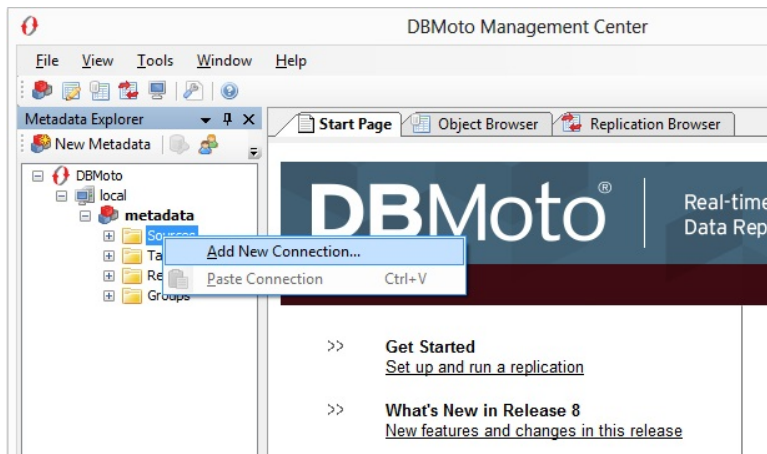 DBMoto Management Center
File View Tools Window Help
Metadata Explorer
Start Page Object Browser Replication Browser
New Metadata
DBMoto
local
metadata
Sources
Add New Connection...
Paste Connection Ctrl+V
Ta
Re
Groups
DBMoto®
Real-time
Data Rep
>> Get Started
Set up and run a replication
>> What's New in Release 8
New features and changes in this release